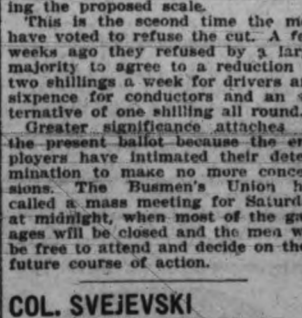 ing the proposed scale.
This is the sceond time the m
have voted to refuse the cut. A fe
weeks ago they refused by a lar
majority to agree to a reduction
two shillings a week for drivers a
sixpence for conductors and an
ternative of one shilling all round.
Greater significance attaches
the present ballot because the e
ployers have intimated their dete
mination to make no more conce
sions. The Busmen's Union h
called a mass meeting for Saturd
at midnight, when most of the ga
ages will be closed and the men w
be free to attend and decide on the
future course of action.
COL. SVEJEVSKI